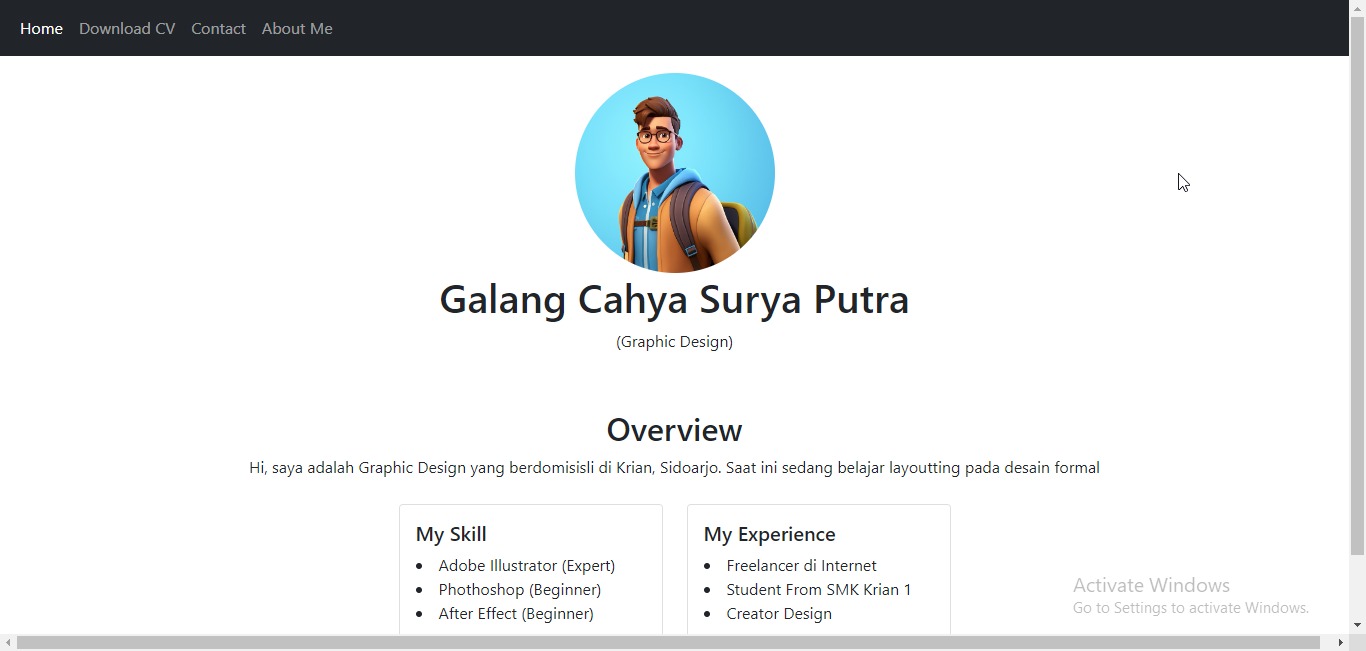 Home Download CV Contact About Me
Galang Cahya Surya Putra
(Graphic Design)
Overview
Hi, saya adalah Graphic Design yang berdomisisli di Krian, Sidoarjo. Saat ini sedang belajar layoutting pada desain formal
My Skill
Adobe Illustrator (Expert)
Phothoshop (Beginner)
After Effect (Beginner)
My Experience
Freelancer di Internet
Student From SMK Krian 1
Creator Design
Activate Windows
Go to Settings to activate Windows.